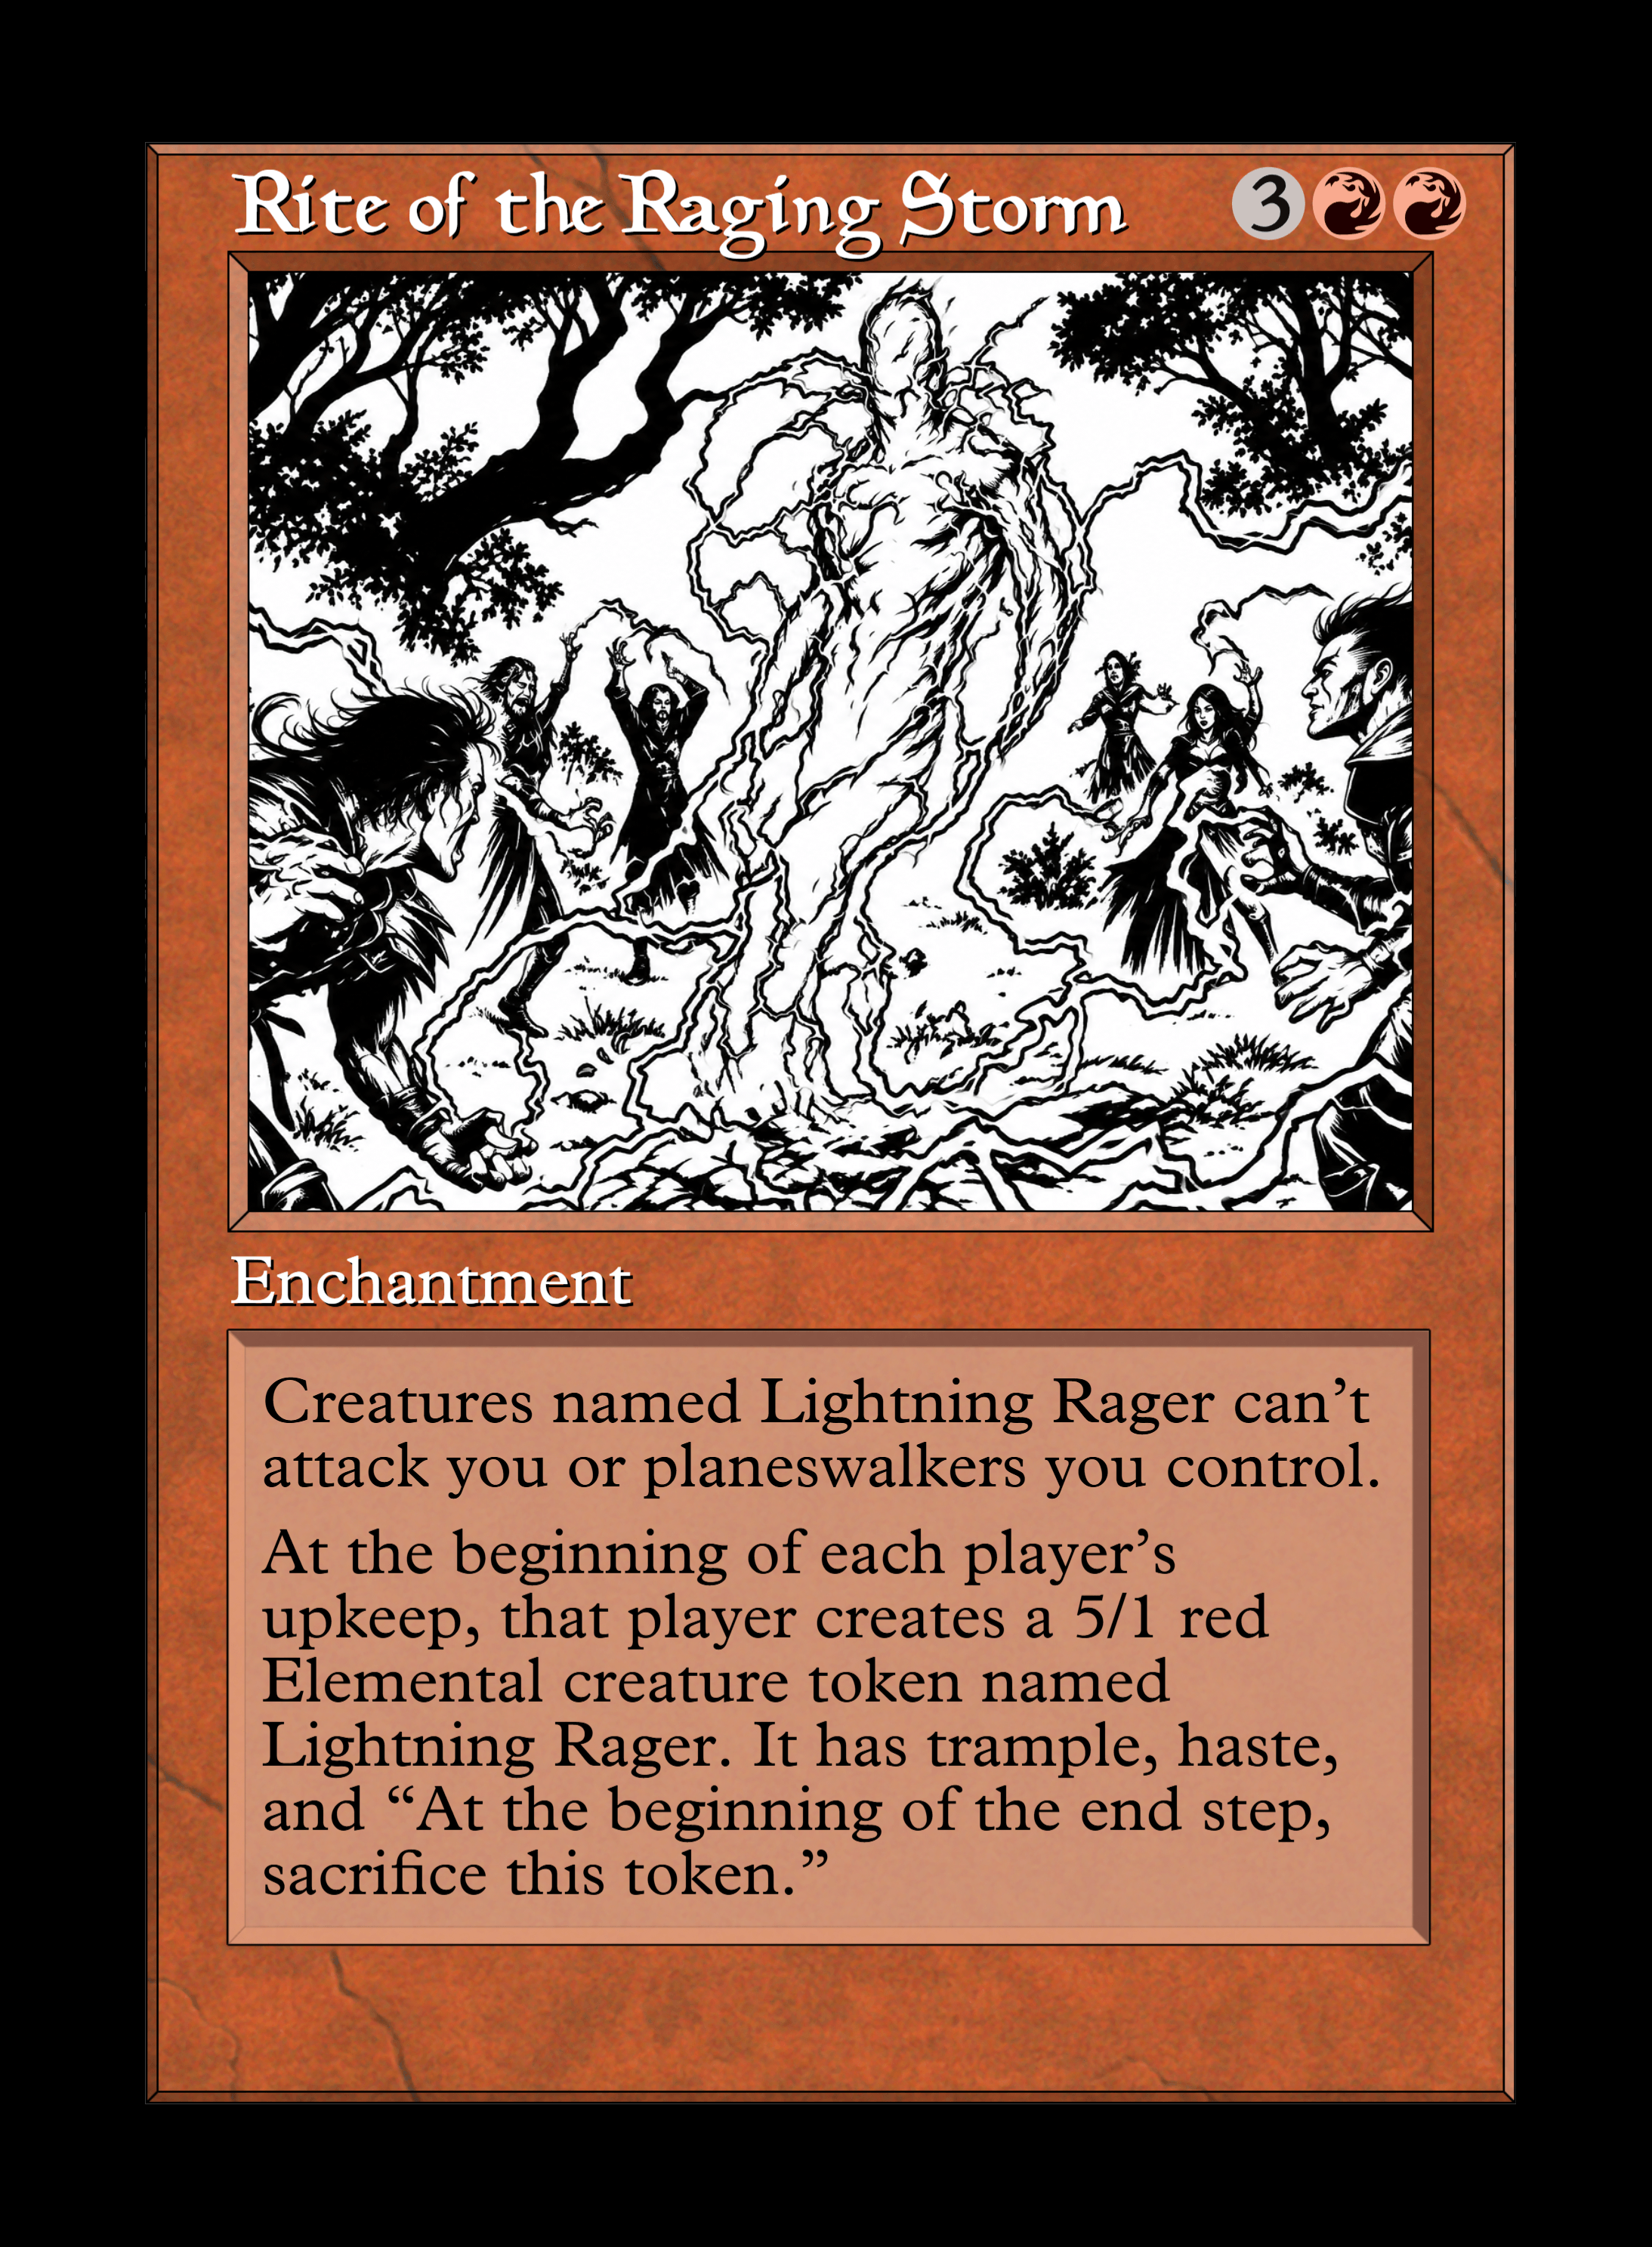 Rite of the Raging Storm 3
Enchantment
Creatures named Lightning Rager can’t
attack you or planeswalkers you control.
At the beginning of each player’s
upkeep, that player creates a 5/1 red
Elemental creature token named
Lightning Rager. It has trample, haste,
and “At the beginning of the end step,
sacrifice this token.”